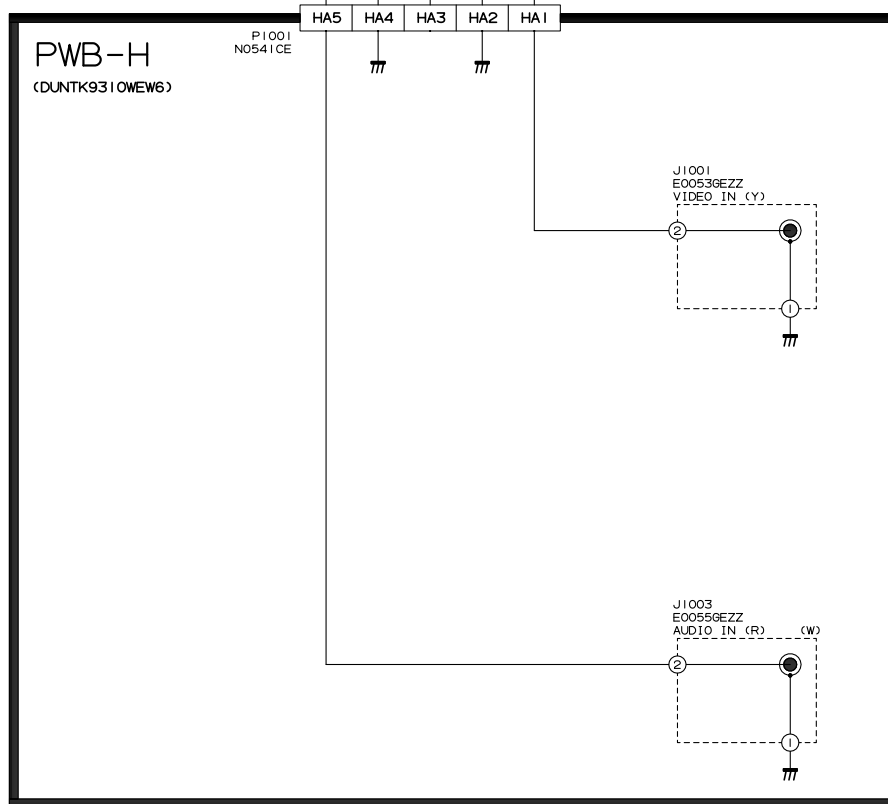 HA5 HA4 HA3 HA2 HA1
P1001
N0541CE
PWB-H
(DUNTK9310WEW6)
J1001
E0053GEZZ
VIDEO IN (Y)
2
1
J1003
E0055GEZZ
AUDIO IN (R) (W)
2
1